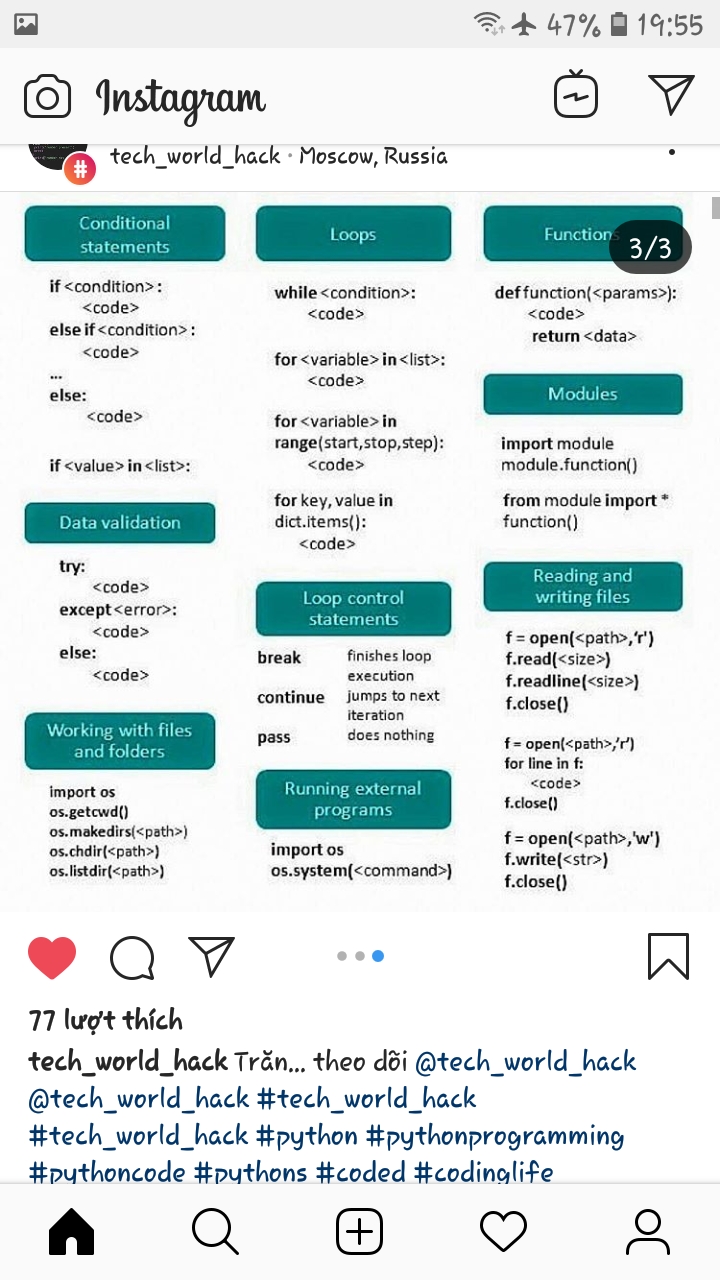 47% 19:55
Instagram
tech_world_hack • Moscow, Russia
3/3
Conditional
statements
if <condition> :
<code>
else if <condition> :
<code>
...
else:
<code>
if <value> in <list>:
Data validation
try:
<code>
except <error>:
<code>
else:
<code>
Working with files
and folders
import os
os.getcwd()
os.makedirs(<path>)
os.chdir(<path>)
os.listdir(<path>)
Loops
while <condition>:
<code>
for <variable> in <list>:
<code>
for <variable> in
range(start,stop,step):
<code>
for key, value in
dict.items():
<code>
Loop control
statements
break finishes loop
execution
continue jumps to next
iteration
pass does nothing
Running external
programs
import os
os.system(<command>)
Function
def function(<params>):
<code>
return <data>
Modules
import module
module.function()
from module import *
function()
Reading and
writing files
f = open(<path>,'r')
f.read(<size>)
f.readline(<size>)
f.close()
f = open(<path>,'r')
for line in f:
<code>
f.close()
f = open(<path>,'w')
f.write(<str>)
f.close()
77 lượt thích
tech_world_hack Trăn... theo dõi @tech_world_hack
@tech_world_hack #tech_world_hack
#tech_world_hack #python #pythonprogramming
#pythoncode #pythons #coded #codinglife